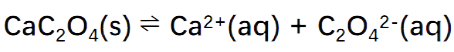 CaC₂O₄(s) ⇌ Ca²⁺(aq) + C₂O₄²⁻(aq)